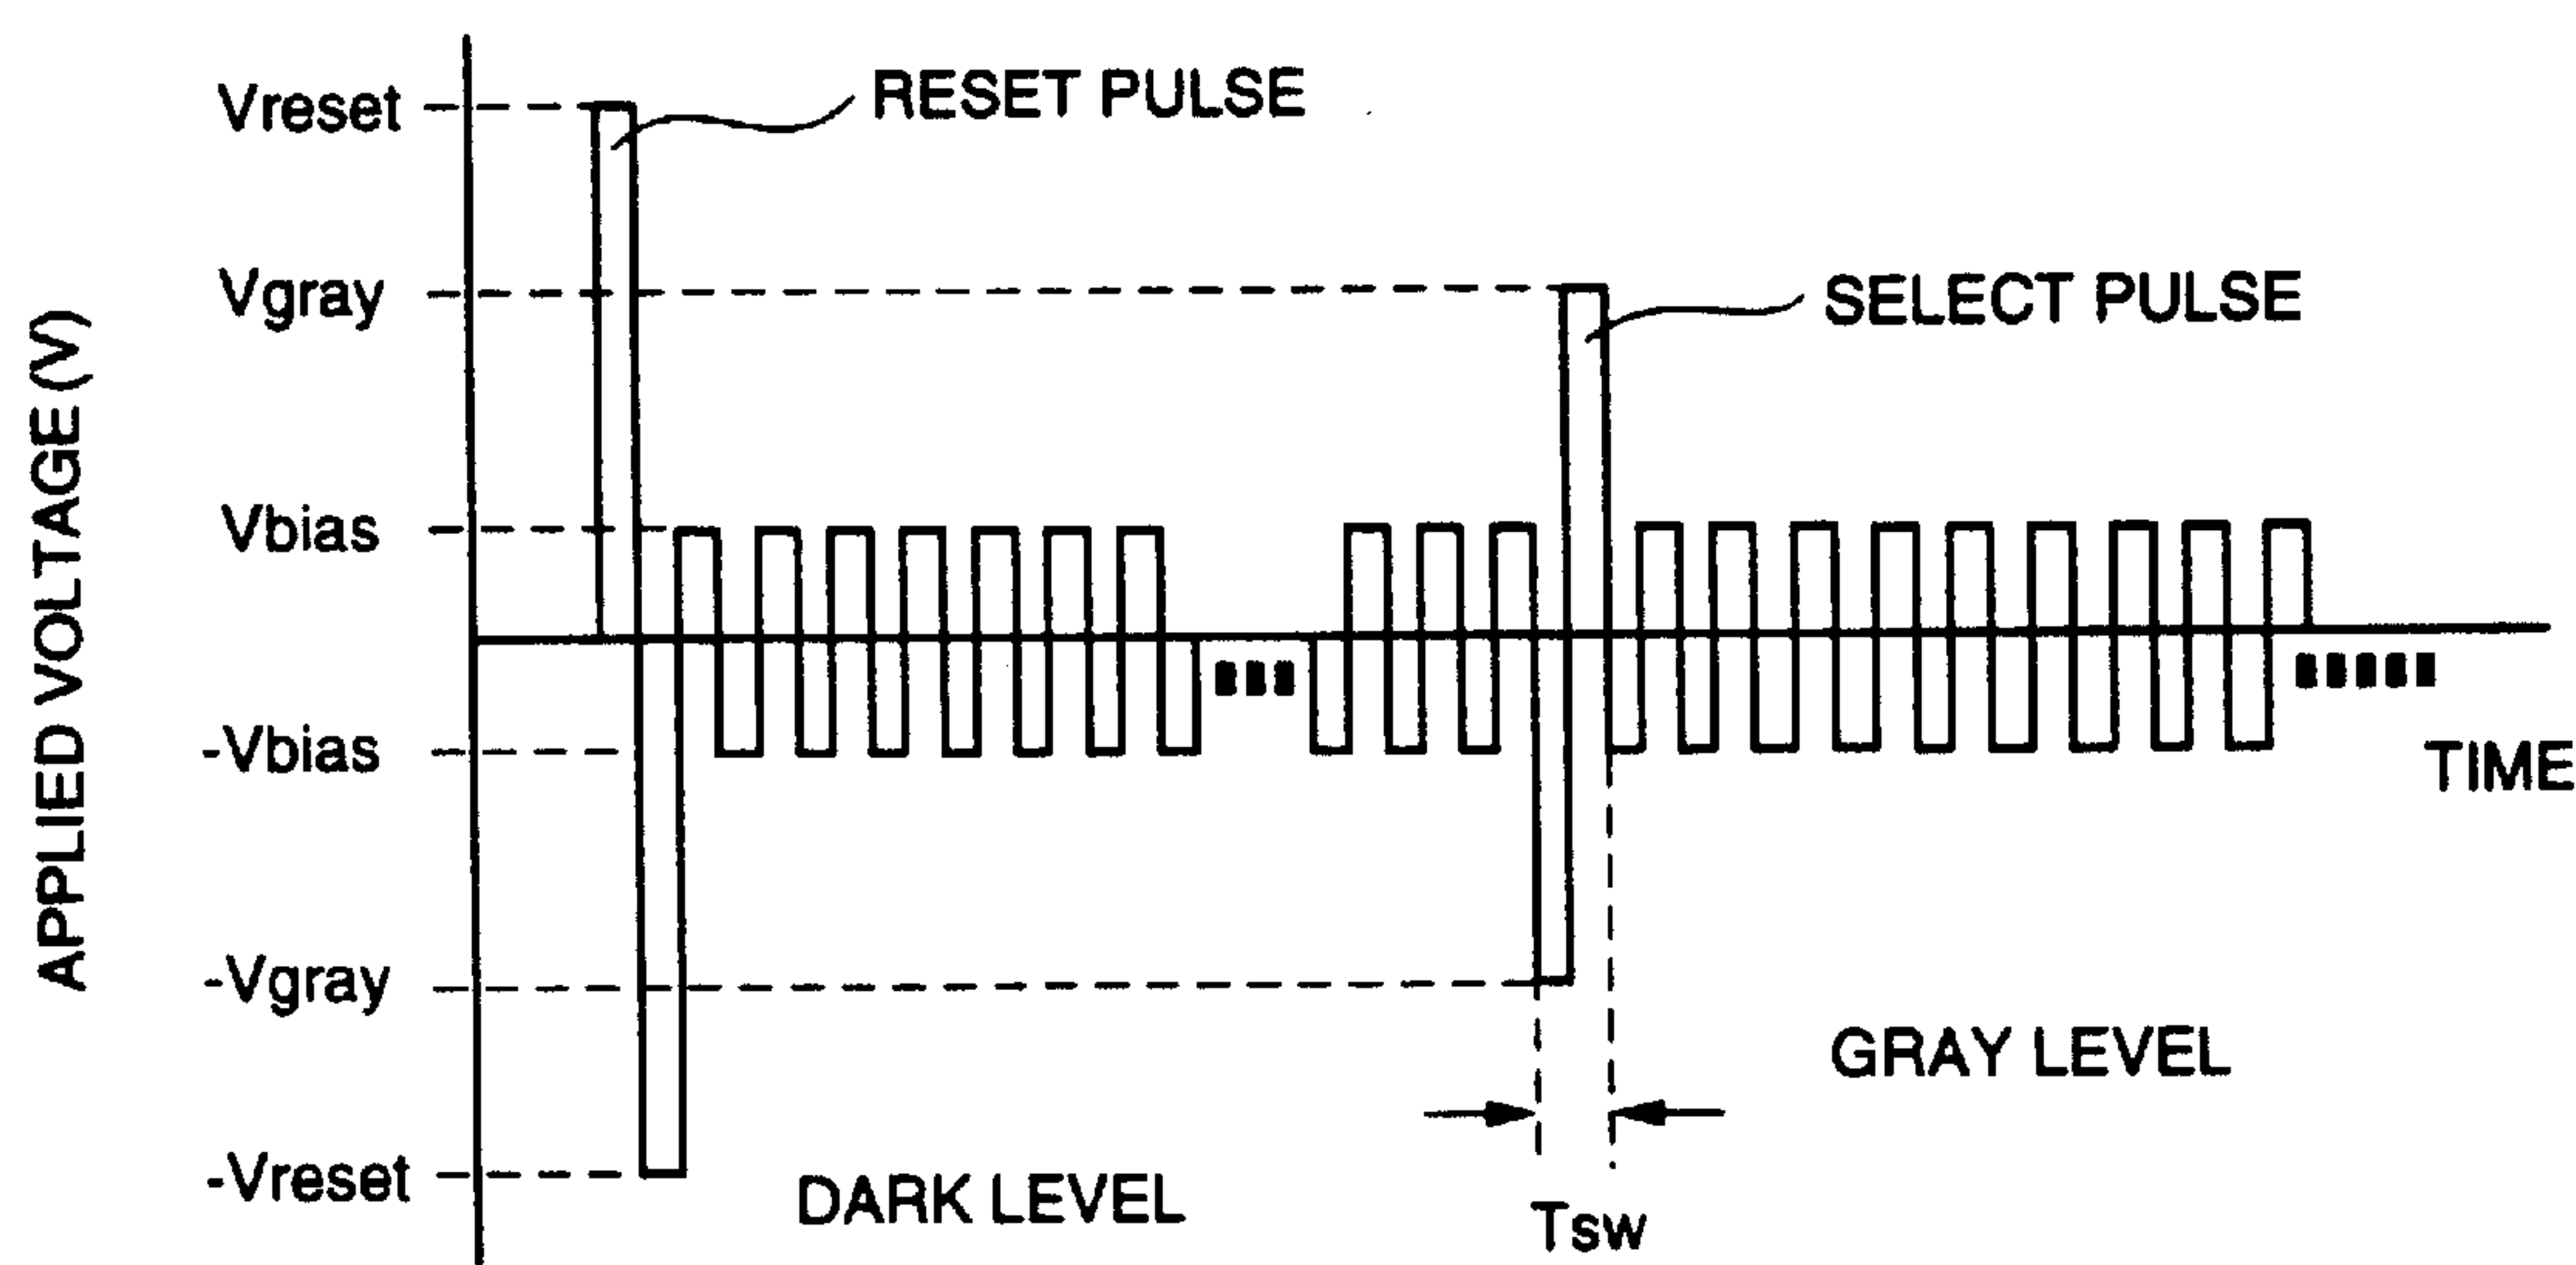 Vreset
RESET PULSE
Vgray
SELECT PULSE
Vbias
APPLIED VOLTAGE (V)
-Vbias
TIME
-Vgray
GRAY LEVEL
-Vreset
DARK LEVEL
Tsw